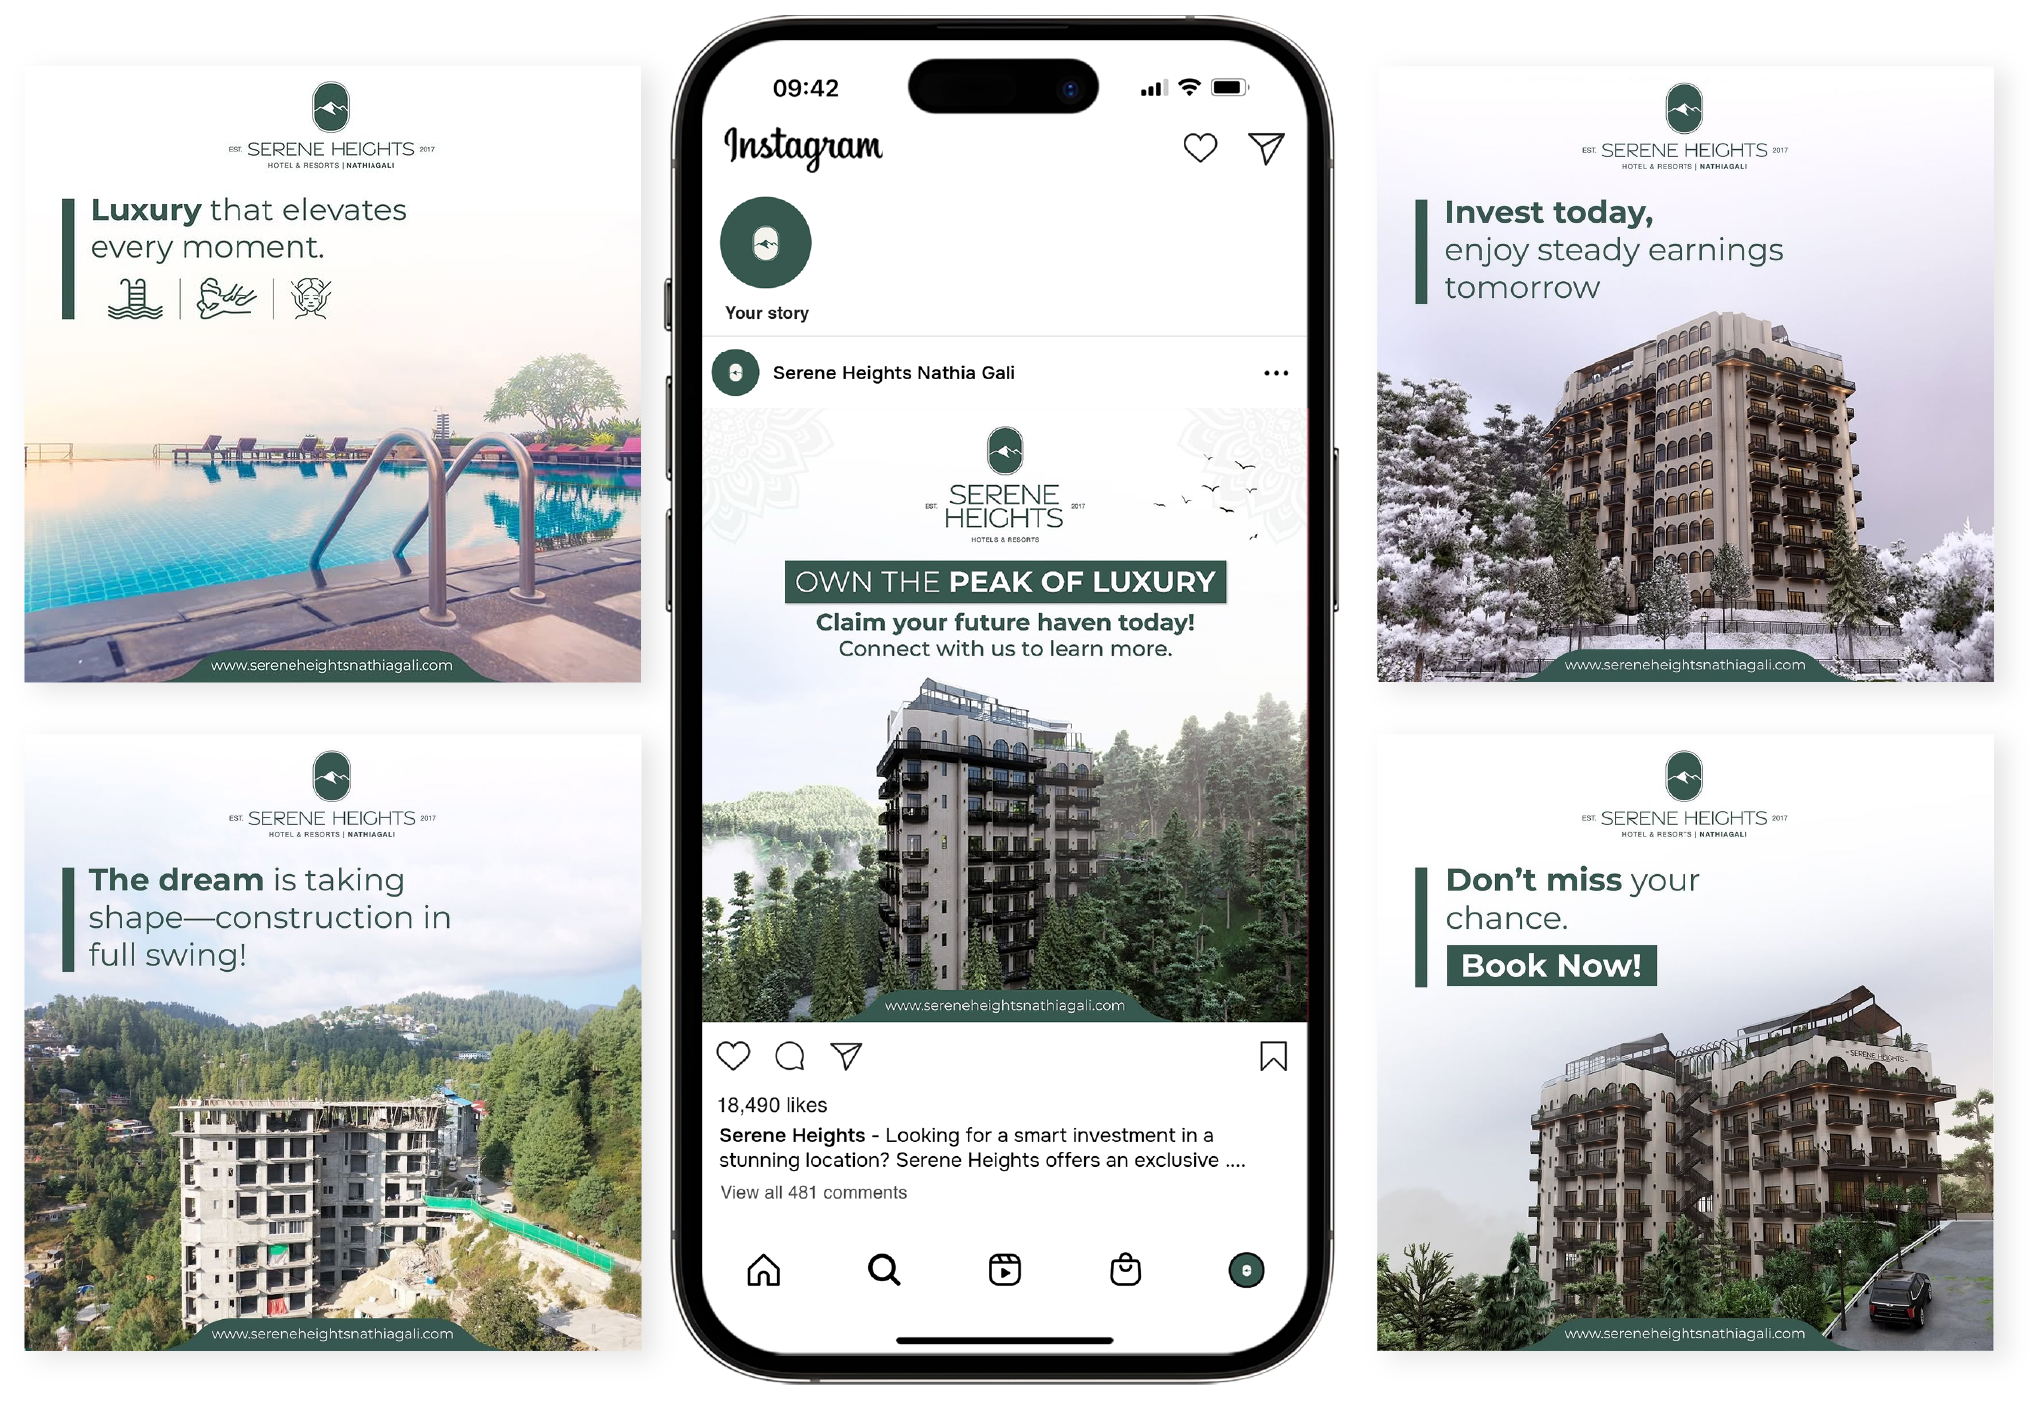 EST. SERENE HEIGHTS 2017
HOTEL & RESORTS | NATHIAGALI
Luxury that elevates
every moment.
www.sereneheightsnathiagali.com
EST. SERENE HEIGHTS 2017
HOTEL & RESORTS | NATHIAGALI
The dream is taking
shape—construction in
full swing!
www.sereneheightsnathiagali.com
09:42
Instagram
Your story
Serene Heights Nathia Gali
SERENE
EST. HEIGHTS 2017
HOTELS & RESORTS
OWN THE PEAK OF LUXURY
Claim your future haven today!
Connect with us to learn more.
www.sereneheightsnathiagali.com
18,490 likes
Serene Heights - Looking for a smart investment in a
stunning location? Serene Heights offers an exclusive ....
View all 481 comments
EST. SERENE HEIGHTS 2017
HOTEL & RESORTS | NATHIAGALI
Invest today,
enjoy steady earnings
tomorrow
www.sereneheightsnathiagali.com
EST. SERENE HEIGHTS 2017
HOTEL & RESORTS | NATHIAGALI
Don't miss your
chance.
Book Now!
SERENE HEIGHTS
www.sereneheightsnathiagali.com